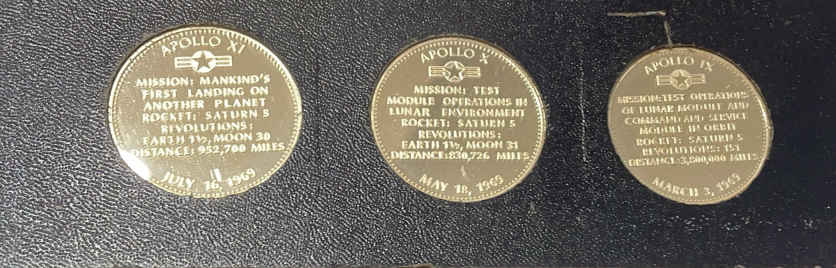 APOLLO XI
MISSION: MANKIND'S
FIRST LANDING ON
ANOTHER PLANET
ROCKET: SATURN 5
REVOLUTIONS:
EARTH 1½, MOON 30
DISTANCE: 952,700 MILES
JULY, 16, 1969
APOLLO X
MISSION: TEST
MODULE OPERATIONS IN
LUNAR ENVIRONMENT
ROCKET: SATURN 5
REVOLUTIONS:
EARTH 1½, MOON 31
DISTANCE: 830,726 MILES
MAY 18, 1969
APOLLO IX
MISSION: TEST OPERATIONS
OF LUNAR MODULE AND
COMMAND AND SERVICE
MODULE IN ORBIT
ROCKET: SATURN 5
REVOLUTIONS: 151
DISTANCE: 3,800,000 MILES
MARCH 3, 1969